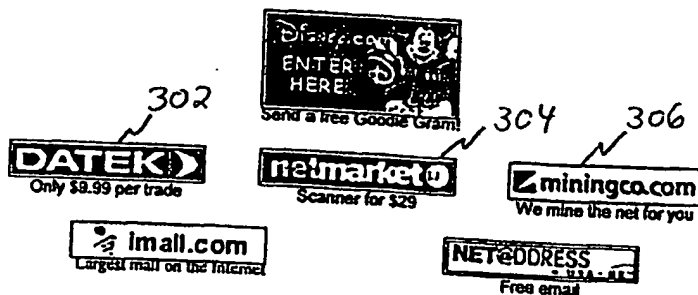 Disney.com
ENTER
HERE
Send a free Goodie Gram!
302
304
306
DATEK
Only $9.99 per trade
netmarket
Scanner for $29
miningco.com
We mine the net for you
imall.com
Largest mall on the Internet
NET@DDRESS
Free email